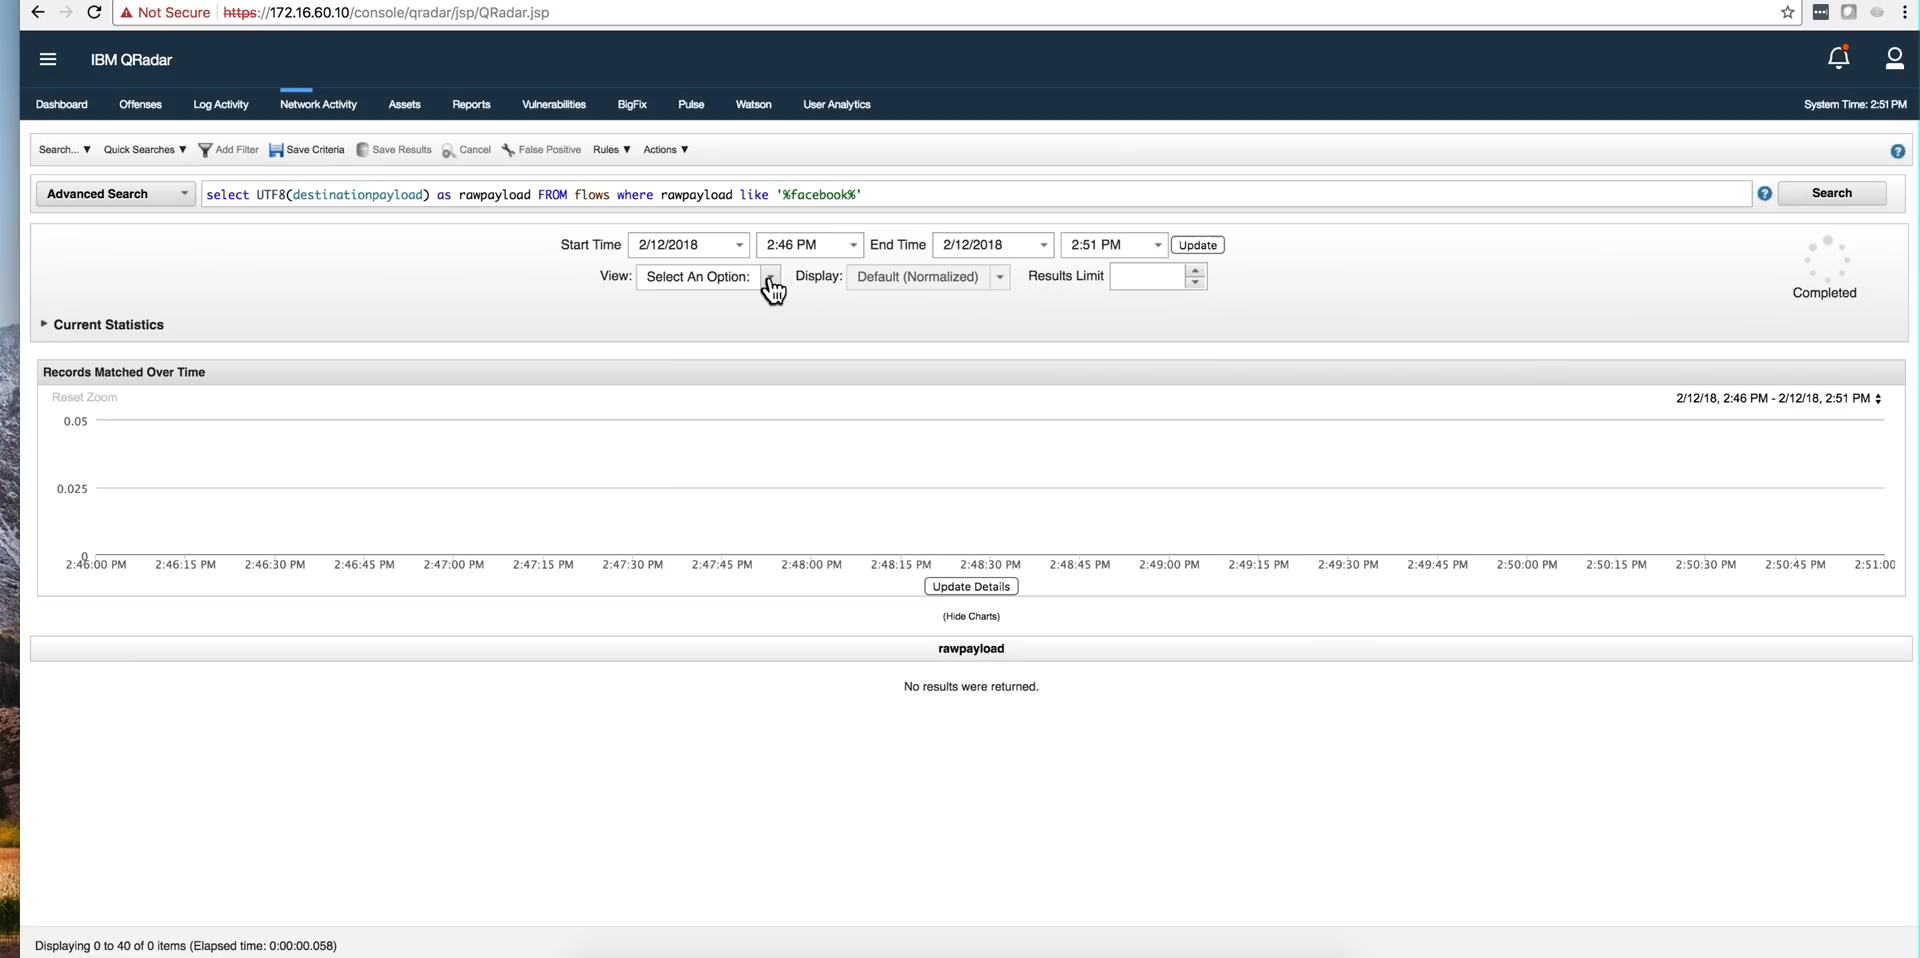 Not Secure https://172.16.60.10/console/qradar/jsp/QRadar.jsp
IBM QRadar
Dashboard Offenses Log Activity Network Activity Assets Reports Vulnerabilities BigFix Pulse Watson User Analytics System Time: 2:51 PM
Search... ▼ Quick Searches ▼ Add Filter Save Criteria Save Results Cancel False Positive Rules ▼ Actions ▼ ?
Advanced Search select UTF8(destinationpayload) as rawpayload FROM flows where rawpayload like '%facebook%' ? Search
Start Time 2/12/2018 2:46 PM End Time 2/12/2018 2:51 PM Update
View: Select An Option: Display: Default (Normalized) Results Limit
Completed
Current Statistics
Records Matched Over Time
Reset Zoom 2/12/18, 2:46 PM - 2/12/18, 2:51 PM
0.05
0.025
0
2:46:00 PM 2:46:15 PM 2:46:30 PM 2:46:45 PM 2:47:00 PM 2:47:15 PM 2:47:30 PM 2:47:45 PM 2:48:00 PM 2:48:15 PM 2:48:30 PM 2:48:45 PM 2:49:00 PM 2:49:15 PM 2:49:30 PM 2:49:45 PM 2:50:00 PM 2:50:15 PM 2:50:30 PM 2:50:45 PM 2:51:00
Update Details
(Hide Charts)
rawpayload
No results were returned.
Displaying 0 to 40 of 0 items (Elapsed time: 0:00:00.058)